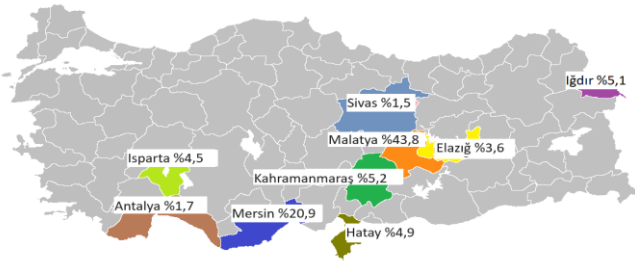 Iğdır %5,1
Sivas %1,5
Malatya %43,8
Elazığ %3,6
Isparta %4,5
Kahramanmaraş %5,2
Antalya %1,7
Mersin %20,9
Hatay %4,9